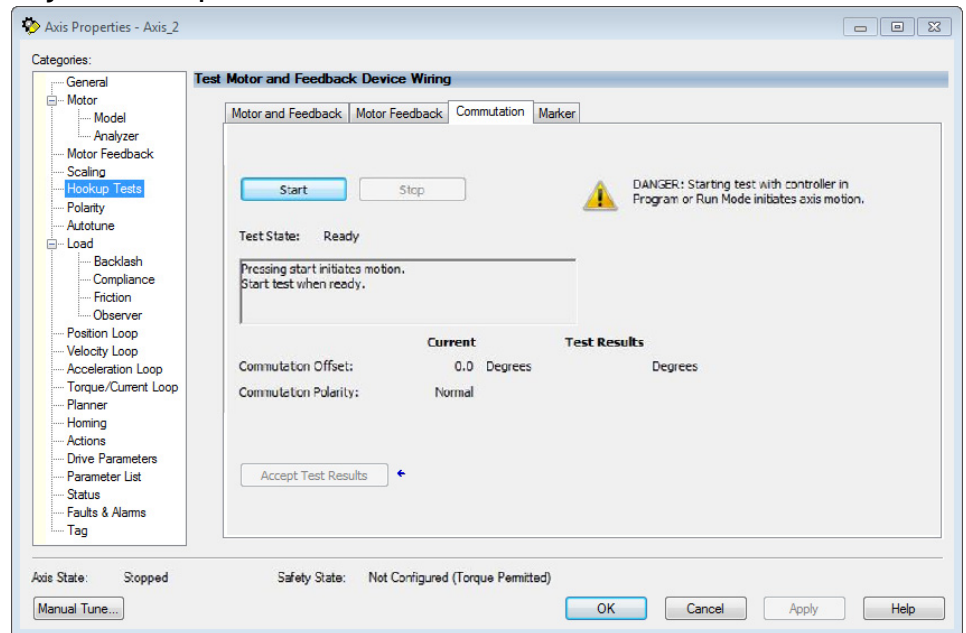 Axis Properties - Axis_2
Categories:
General
Motor
Model
Analyzer
Motor Feedback
Scaling
Hookup Tests
Polarity
Autotune
Load
Backlash
Compliance
Friction
Observer
Position Loop
Velocity Loop
Acceleration Loop
Torque/Current Loop
Planner
Homing
Actions
Drive Parameters
Parameter List
Status
Faults & Alarms
Tag
Test Motor and Feedback Device Wiring
Motor and Feedback Motor Feedback Commutation Marker
Start Stop
DANGER: Starting test with controller in
Program or Run Mode initiates axis motion.
Test State: Ready
Pressing start initiates motion.
Start test when ready.
Current Test Results
Commutation Offset: 0.0 Degrees Degrees
Commutation Polarity: Normal
Accept Test Results
Axis State: Stopped Safety State: Not Configured (Torque Permitted)
Manual Tune... OK Cancel Apply Help